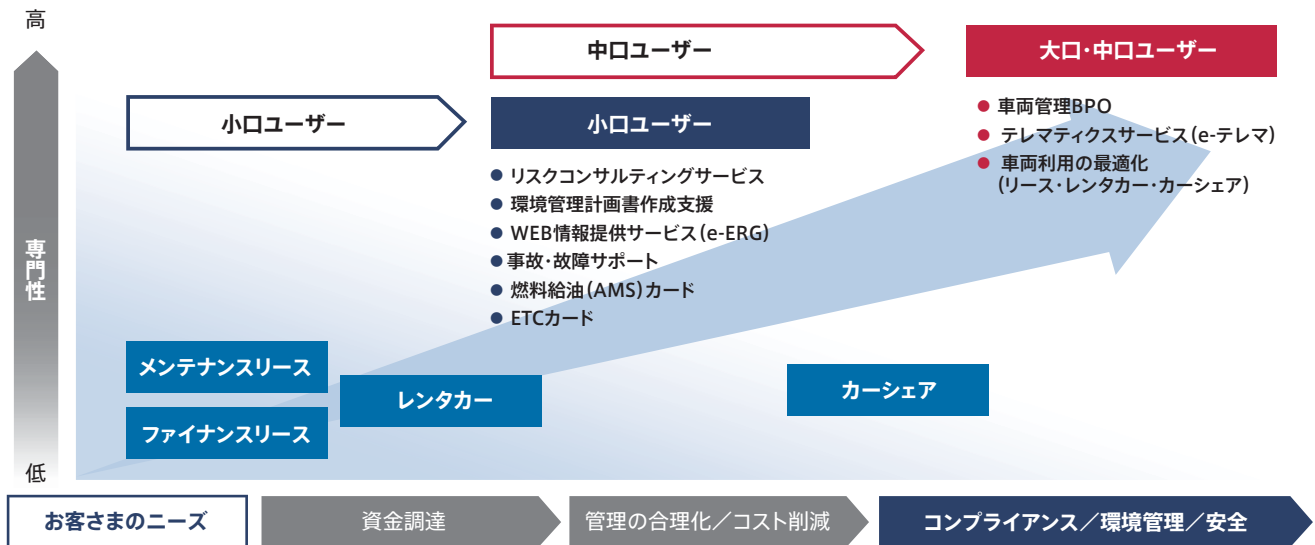 高
専門性
低
中口ユーザー
大口・中口ユーザー
小口ユーザー
小口ユーザー
● 車両管理BPO
● テレマティクスサービス(e-テレマ)
● 車両利用の最適化
(リース・レンタカー・カーシェア)
● リスクコンサルティングサービス
● 環境管理計画書作成支援
● WEB情報提供サービス(e-ERG)
● 事故・故障サポート
● 燃料給油(AMS)カード
● ETCカード
メンテナンスリース
ファイナンスリース
レンタカー
カーシェア
お客さまのニーズ
資金調達
管理の合理化／コスト削減
コンプライアンス／環境管理／安全